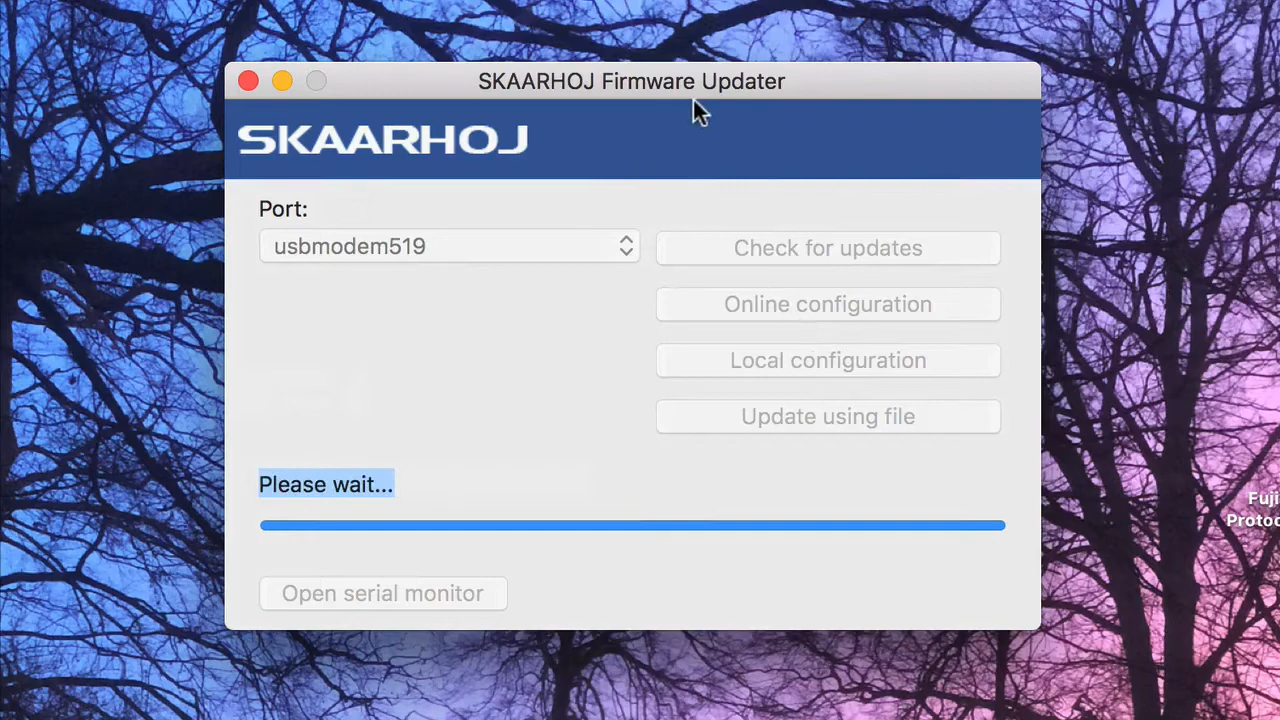 SKAARHOJ Firmware Updater
SKAARHOJ
Port:
usbmodem519
Check for updates
Online configuration
Local configuration
Update using file
Please wait...
Open serial monitor
Fuji